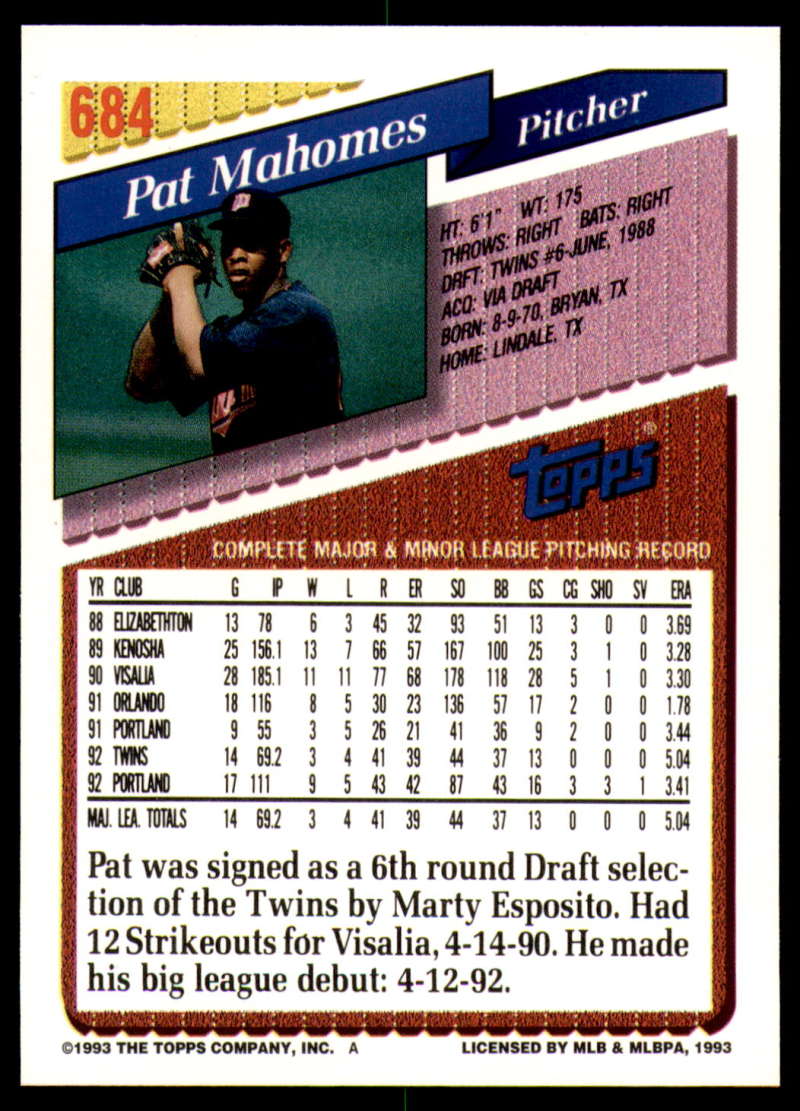 684
Pat Mahomes
Pitcher
HT: 6'1" WT: 175
THROWS: RIGHT BATS: RIGHT
DRFT: TWINS #6-JUNE, 1988
ACQ: VIA DRAFT
BORN: 8-9-70, BRYAN, TX
HOME: LINDALE, TX
Topps®
COMPLETE MAJOR & MINOR LEAGUE PITCHING RECORD
YR CLUB G IP W L R ER SO BB GS CG SHO SV ERA
88 ELIZABETHTON 13 78 6 3 45 32 93 51 13 3 0 0 3.69
89 KENOSHA 25 156.1 13 7 66 57 167 100 25 3 1 0 3.28
90 VISALIA 28 185.1 11 11 77 68 178 118 28 5 1 0 3.30
91 ORLANDO 18 116 8 5 30 23 136 57 17 2 0 0 1.78
91 PORTLAND 9 55 3 5 26 21 41 36 9 2 0 0 3.44
92 TWINS 14 69.2 3 4 41 39 44 37 13 0 0 0 5.04
92 PORTLAND 17 111 9 5 43 42 87 43 16 3 3 1 3.41
MAJ. LEA. TOTALS 14 69.2 3 4 41 39 44 37 13 0 0 0 5.04
Pat was signed as a 6th round Draft selec-
tion of the Twins by Marty Esposito. Had
12 Strikeouts for Visalia, 4-14-90. He made
his big league debut: 4-12-92.
©1993 THE TOPPS COMPANY, INC. A LICENSED BY MLB & MLBPA, 1993